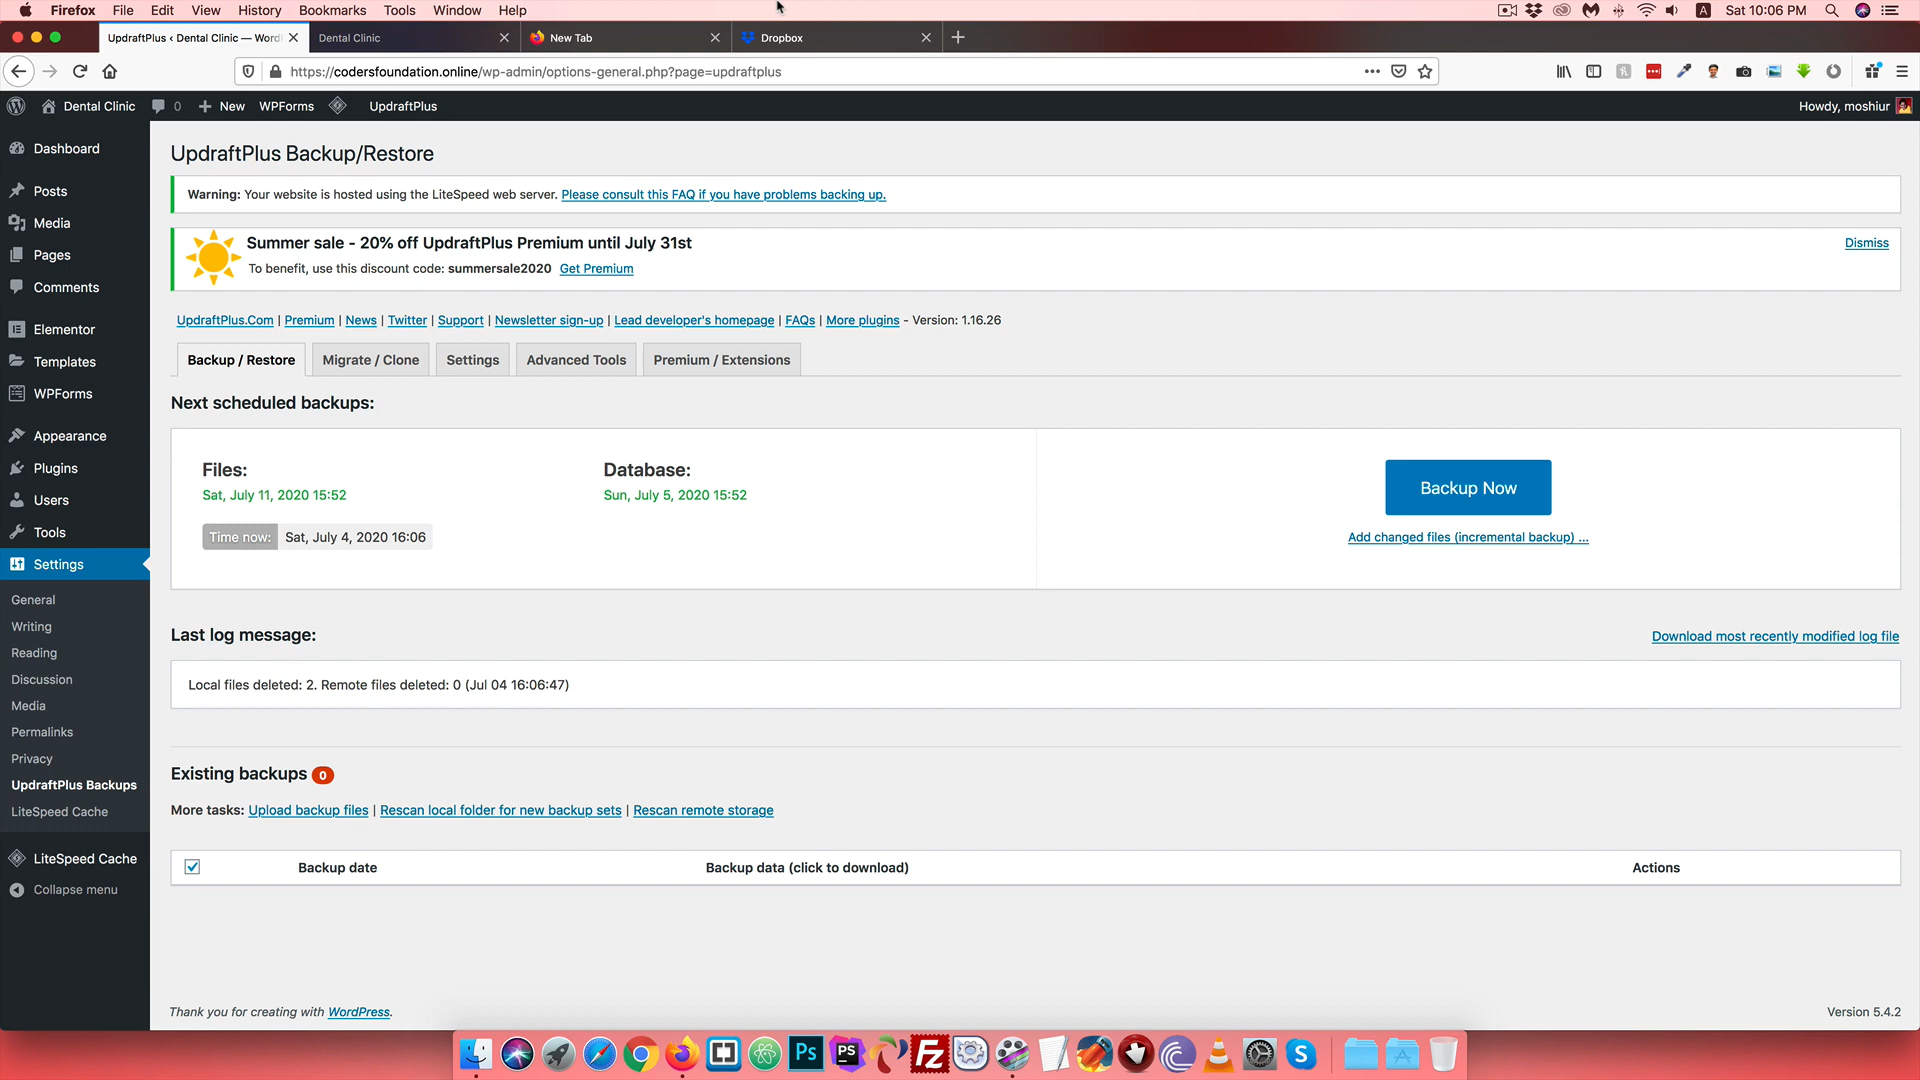 Firefox File Edit View History Bookmarks Tools Window Help
A Sat 10:06 PM
UpdraftPlus ‹ Dental Clinic — Word
Dental Clinic
New Tab
Dropbox
https://codersfoundation.online/wp-admin/options-general.php?page=updraftplus
Dental Clinic 0 New WPForms UpdraftPlus
Howdy, moshiur
Dashboard
Posts
Media
Pages
Comments
Elementor
Templates
WPForms
Appearance
Plugins
Users
Tools
Settings
General
Writing
Reading
Discussion
Media
Permalinks
Privacy
UpdraftPlus Backups
LiteSpeed Cache
LiteSpeed Cache
Collapse menu
UpdraftPlus Backup/Restore
Warning: Your website is hosted using the LiteSpeed web server. Please consult this FAQ if you have problems backing up.
Summer sale - 20% off UpdraftPlus Premium until July 31st
Dismiss
To benefit, use this discount code: summersale2020 Get Premium
UpdraftPlus.Com | Premium | News | Twitter | Support | Newsletter sign-up | Lead developer's homepage | FAQs | More plugins - Version: 1.16.26
Backup / Restore
Migrate / Clone
Settings
Advanced Tools
Premium / Extensions
Next scheduled backups:
Files:
Sat, July 11, 2020 15:52
Database:
Sun, July 5, 2020 15:52
Time now: Sat, July 4, 2020 16:06
Backup Now
Add changed files (incremental backup) ...
Last log message:
Download most recently modified log file
Local files deleted: 2. Remote files deleted: 0 (Jul 04 16:06:47)
Existing backups 0
More tasks: Upload backup files | Rescan local folder for new backup sets | Rescan remote storage
Backup date
Backup data (click to download)
Actions
Thank you for creating with WordPress.
Version 5.4.2
Ps
PS
FZ
S